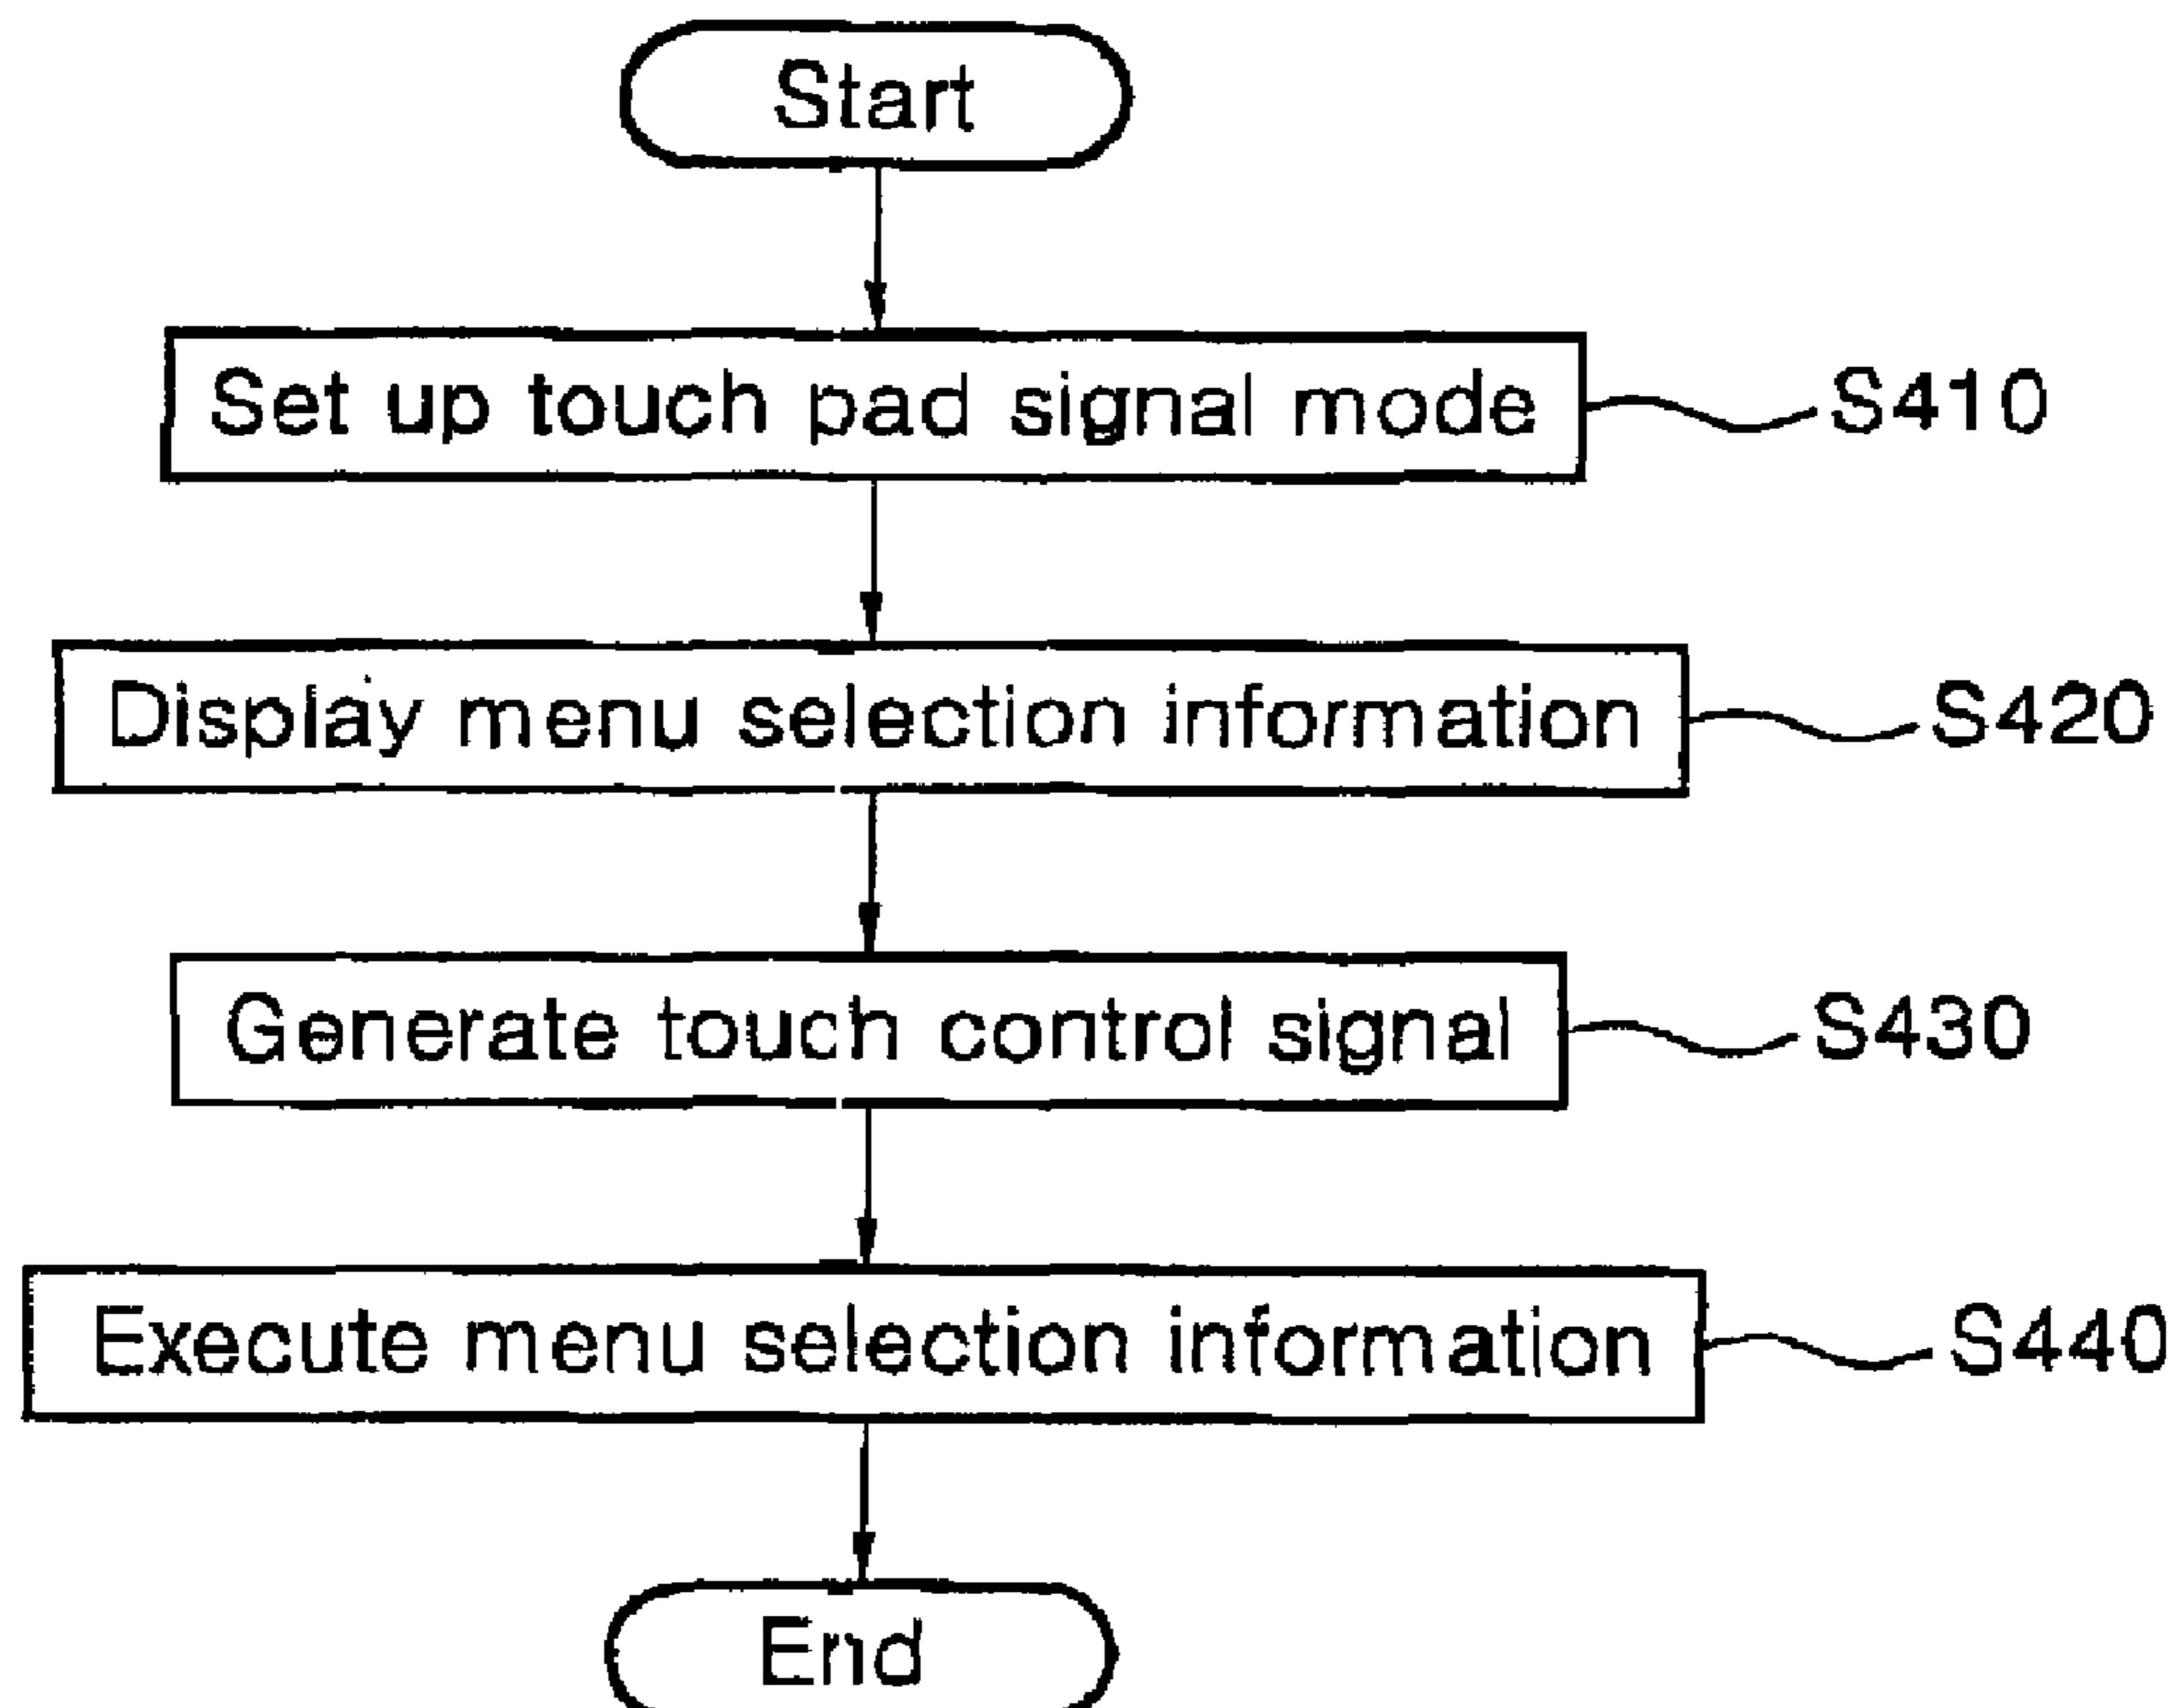 Start
Set up touch pad signal mode
S410
Display menu selection information
S420
Generate touch control signal
S430
Execute menu selection information
S440
End